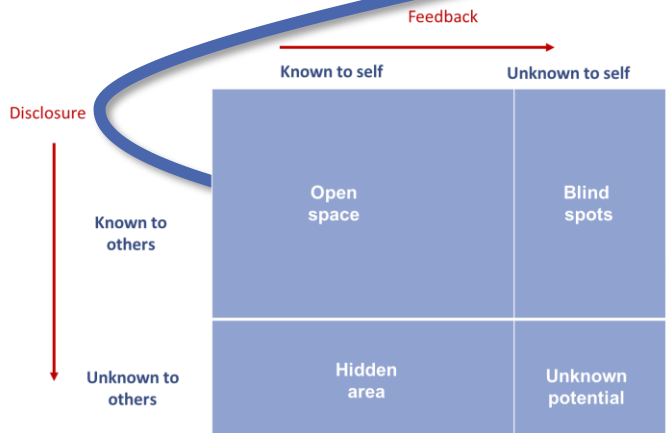 Feedback
Known to self
Unknown to self
Disclosure
Open
space
Blind
spots
Known to
others
Hidden
area
Unknown
potential
Unknown to
others